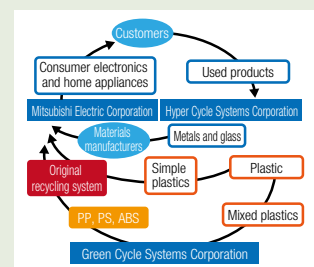 Customers
Consumer electronics
and home appliances
Used products
Mitsubishi Electric Corporation
Hyper Cycle Systems Corporation
Materials
manufacturers
Metals and glass
Original
recycling system
Simple
plastics
Plastic
Mixed plastics
PP, PS, ABS
Green Cycle Systems Corporation